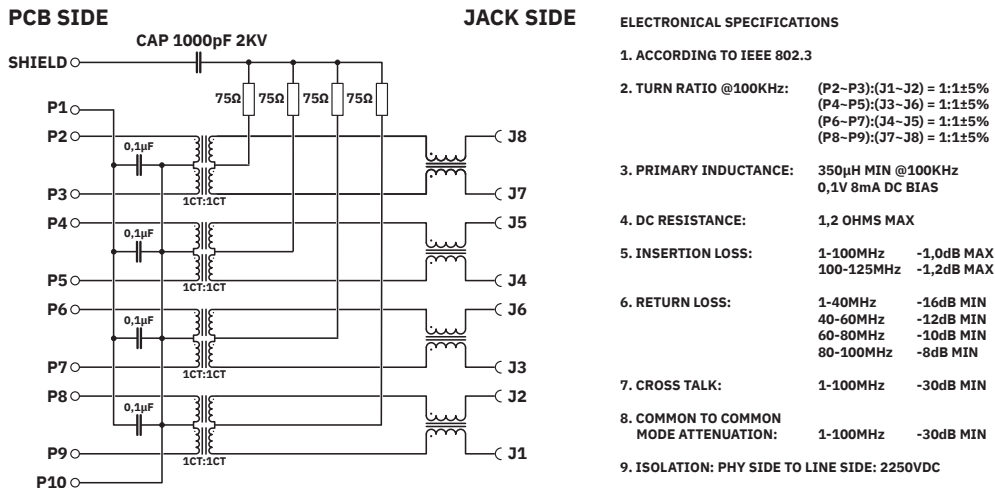 PCB SIDE
JACK SIDE
CAP 1000pF 2KV
SHIELD
75Ω 75Ω 75Ω 75Ω
P1
P2
0,1µF
J8
P3
1CT:1CT
J7
P4
0,1µF
J5
P5
1CT:1CT
J4
P6
0,1µF
J6
P7
1CT:1CT
J3
P8
0,1µF
J2
P9
1CT:1CT
J1
P10
ELECTRONICAL SPECIFICATIONS
1. ACCORDING TO IEEE 802.3
2. TURN RATIO @100KHz: (P2~P3):(J1~J2) = 1:1±5%
(P4~P5):(J3~J6) = 1:1±5%
(P6~P7):(J4~J5) = 1:1±5%
(P8~P9):(J7~J8) = 1:1±5%
3. PRIMARY INDUCTANCE: 350µH MIN @100KHz
0,1V 8mA DC BIAS
4. DC RESISTANCE: 1,2 OHMS MAX
5. INSERTION LOSS: 1-100MHz -1,0dB MAX
100-125MHz -1,2dB MAX
6. RETURN LOSS: 1-40MHz -16dB MIN
40-60MHz -12dB MIN
60-80MHz -10dB MIN
80-100MHz -8dB MIN
7. CROSS TALK: 1-100MHz -30dB MIN
8. COMMON TO COMMON
MODE ATTENUATION: 1-100MHz -30dB MIN
9. ISOLATION: PHY SIDE TO LINE SIDE: 2250VDC